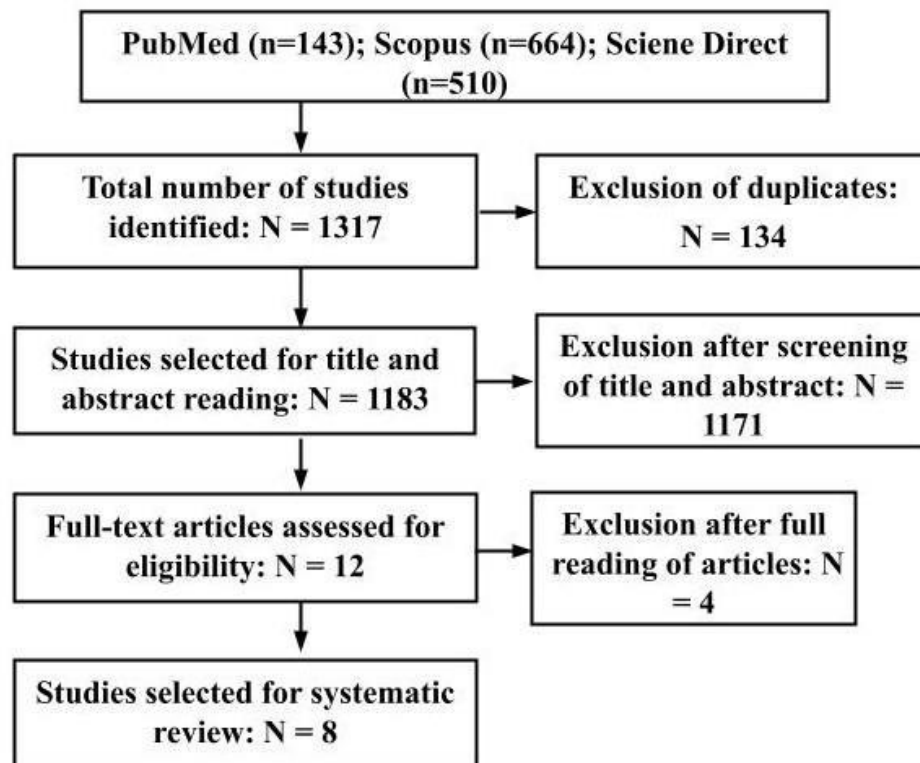 PubMed (n=143); Scopus (n=664); Sciene Direct
(n=510)
Total number of studies
identified: N = 1317
Exclusion of duplicates:
N = 134
Studies selected for title and
abstract reading: N = 1183
Exclusion after screening
of title and abstract: N =
1171
Full-text articles assessed for
eligibility: N = 12
Exclusion after full
reading of articles: N
= 4
Studies selected for systematic
review: N = 8